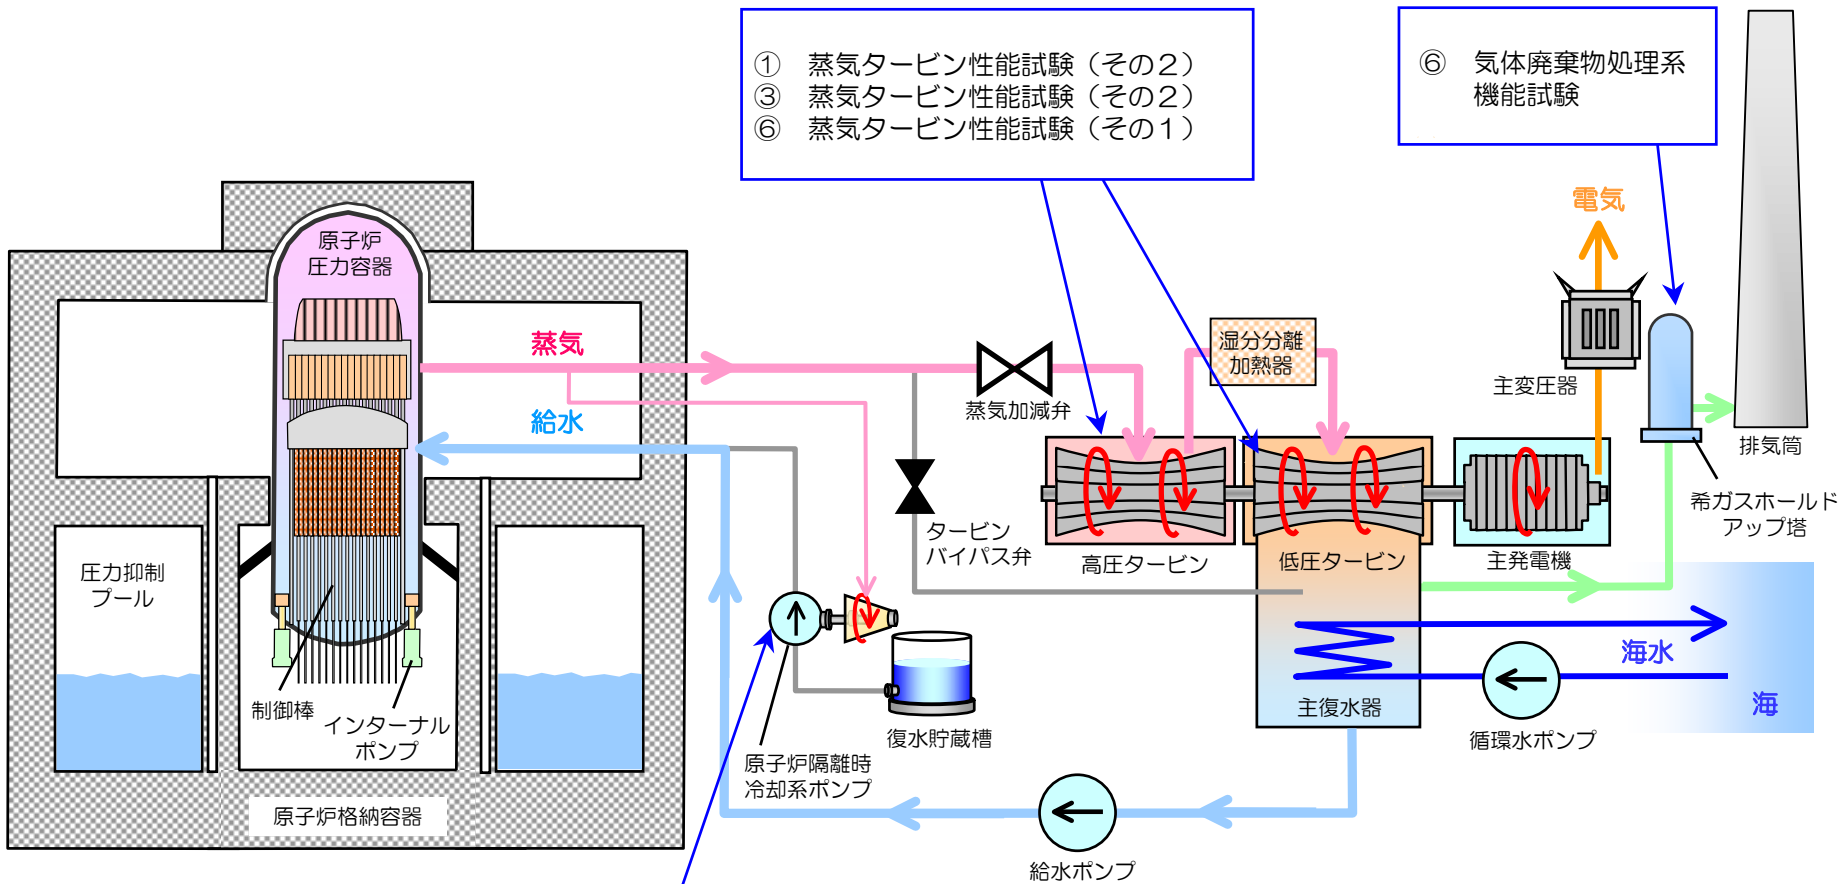 ① 蒸気タービン性能試験（その２）
③ 蒸気タービン性能試験（その２）
⑥ 蒸気タービン性能試験（その１）
⑥ 気体廃棄物処理系
機能試験
電気
原子炉
圧力容器
蒸気
給水
湿分分離
加熱器
蒸気加減弁
主変圧器
排気筒
希ガスホールド
アップ塔
タービン
バイパス弁
高圧タービン
低圧タービン
主発電機
圧力抑制
プール
海水
海
主復水器
循環水ポンプ
制御棒
インターナル
ポンプ
復水貯蔵槽
原子炉隔離時
冷却系ポンプ
原子炉格納容器
給水ポンプ